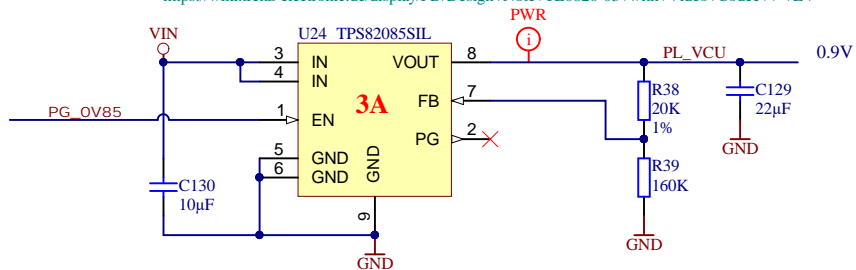 PWR
VIN
U24 TPS82085SIL
3 IN VOUT 8 PL_VCU 0.9V
4 IN
3A
FB 7
R38
20K
1%
C129
22µF
PG_0V85 1 EN
PG 2
GND
5 GND
6 GND
GND
9
C130
10µF
R39
160K
GND
GND